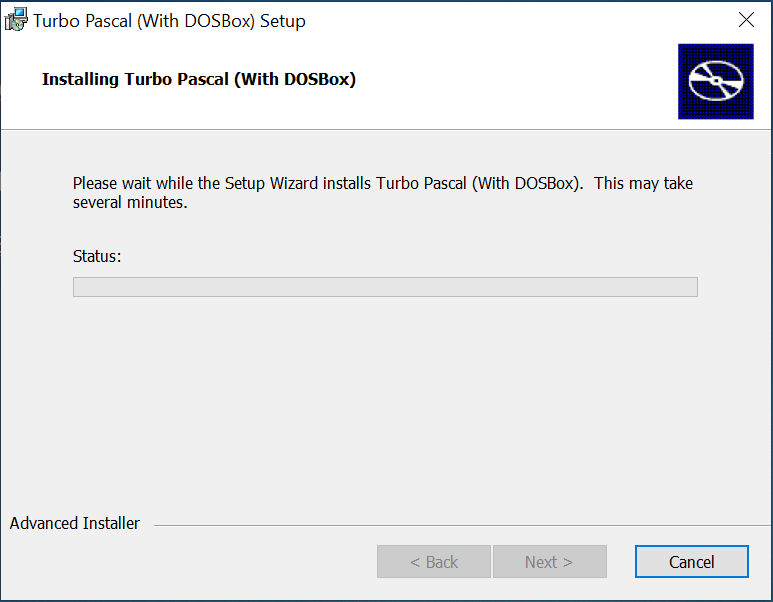 Turbo Pascal (With DOSBox) Setup
Installing Turbo Pascal (With DOSBox)
Please wait while the Setup Wizard installs Turbo Pascal (With DOSBox).  This may take
several minutes.
Status:
Advanced Installer
< Back
Next >
Cancel